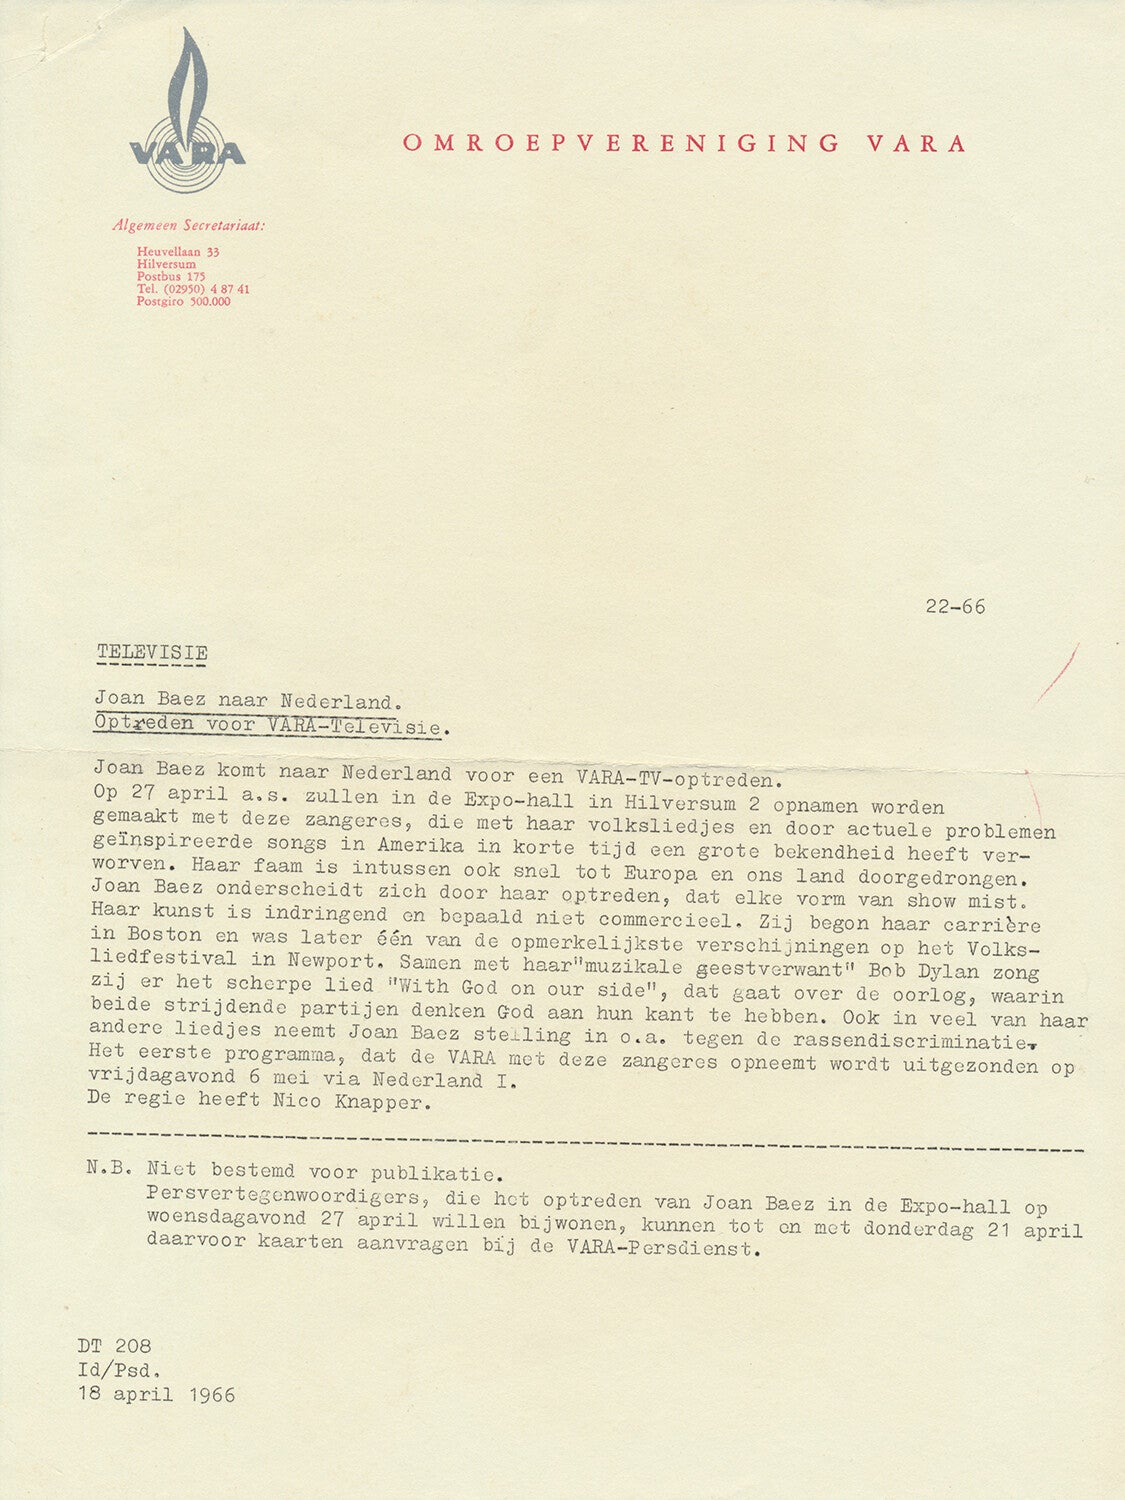 VARA
OMROEPVERENIGING VARA
Algemeen Secretariaat:
Heuvellaan 33
Hilversum
Postbus 175
Tel. (02950) 4 87 41
Postgiro 500.000
22-66
TELEVISIE
Joan Baez naar Nederland.
Optreden voor VARA-Televisie.
Joan Baez komt naar Nederland voor een VARA-TV-optreden.
Op 27 april a.s. zullen in de Expo-hall in Hilversum 2 opnamen worden
gemaakt met deze zangeres, die met haar volksliedjes en door actuele problemen
geïnspireerde songs in Amerika in korte tijd een grote bekendheid heeft ver-
worven. Haar faam is intussen ook snel tot Europa en ons land doorgedrongen.
Joan Baez onderscheidt zich door haar optreden, dat elke vorm van show mist.
Haar kunst is indringend en bepaald niet commercieel. Zij begon haar carrière
in Boston en was later één van de opmerkelijkste verschijningen op het Volks-
liedfestival in Newport. Samen met haar"muzikale geestverwant" Bob Dylan zong
zij er het scherpe lied "With God on our side", dat gaat over de oorlog, waarin
beide strijdende partijen denken God aan hun kant te hebben. Ook in veel van haar
andere liedjes neemt Joan Baez stelling in o.a. tegen de rassendiscriminatie.
Het eerste programma, dat de VARA met deze zangeres opneemt wordt uitgezonden op
vrijdagavond 6 mei via Nederland I.
De regie heeft Nico Knapper.
N.B. Niet bestemd voor publikatie.
Persvertegenwoordigers, die het optreden van Joan Baez in de Expo-hall op
woensdagavond 27 april willen bijwonen, kunnen tot en met donderdag 21 april
daarvoor kaarten aanvragen bij de VARA-Persdienst.
DT 208
Id/Psd.
18 april 1966